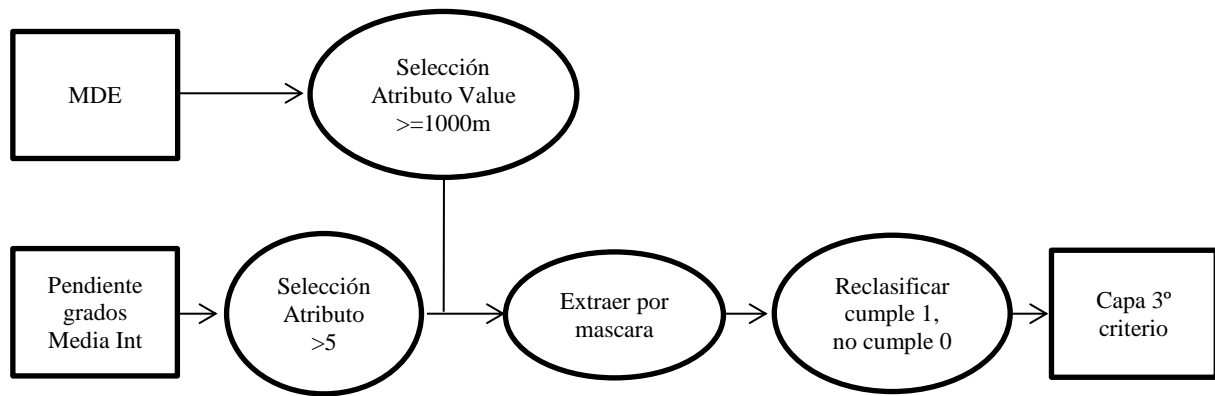 MDE
Selección
Atributo Value
>=1000m
Pendiente
grados
Media Int
Selección
Atributo
>5
Extraer por
mascara
Reclasificar
cumple 1,
no cumple 0
Capa 3º
criterio